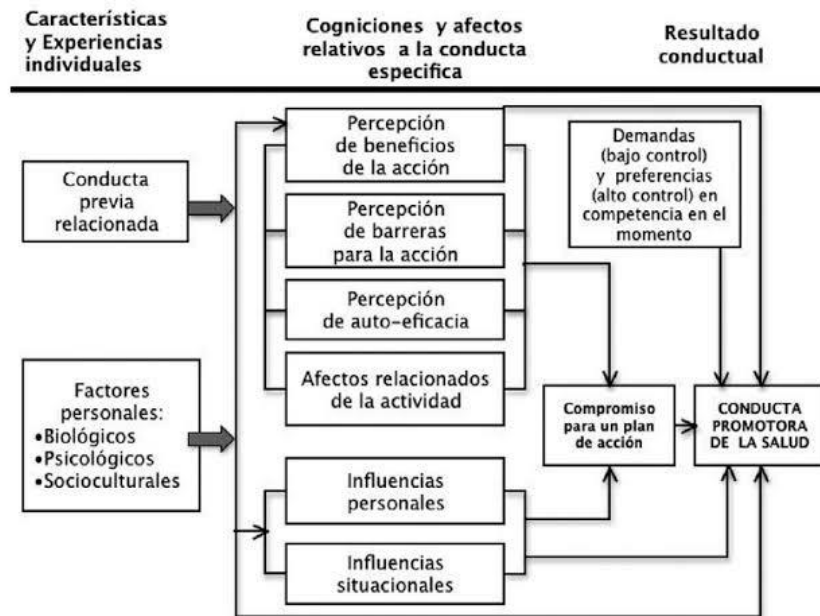 Características
y Experiencias
individuales
Cogniciones y afectos
relativos a la conducta
especifica
Resultado
conductual
Conducta
previa
relacionada
Factores
personales:
•Biológicos
•Psicológicos
•Socioculturales
Percepción
de beneficios
de la acción
Percepción
de barreras
para la acción
Percepción
de auto-eficacia
Afectos relacionados
de la actividad
Influencias
personales
Influencias
situacionales
Demandas
(bajo control)
y preferencias
(alto control) en
competencia en el
momento
Compromiso
para un plan
de acción
CONDUCTA
PROMOTORA
DE LA SALUD